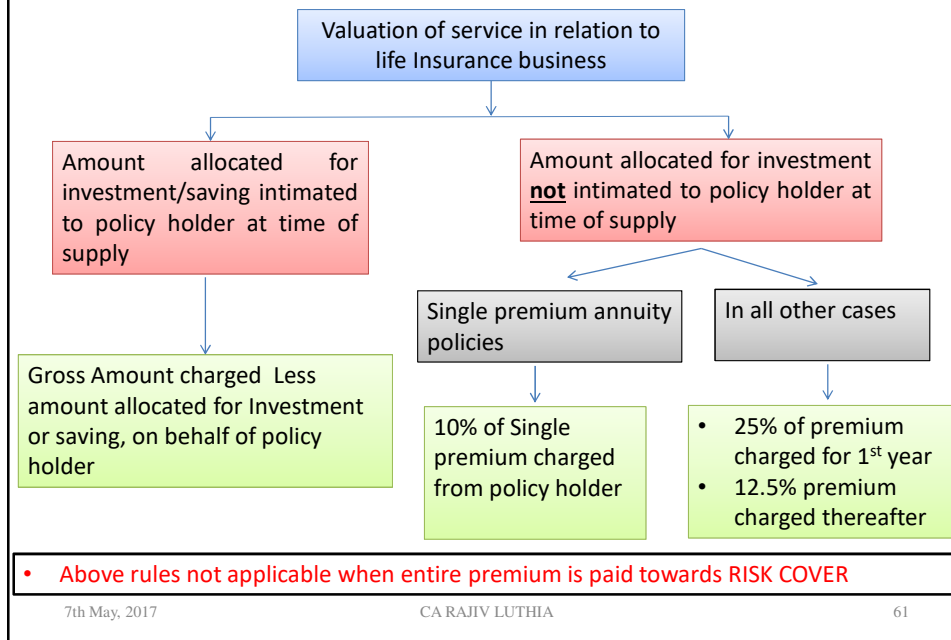 Valuation of service in relation to
life Insurance business
Amount allocated for
investment/saving intimated
to policy holder at time of
supply
Amount allocated for investment
not intimated to policy holder at
time of supply
Single premium annuity
policies
In all other cases
Gross Amount charged Less
amount allocated for Investment
or saving, on behalf of policy
holder
10% of Single
premium charged
from policy holder
• 25% of premium
charged for 1st year
• 12.5% premium
charged thereafter
• Above rules not applicable when entire premium is paid towards RISK COVER
7th May, 2017 CA RAJIV LUTHIA 61